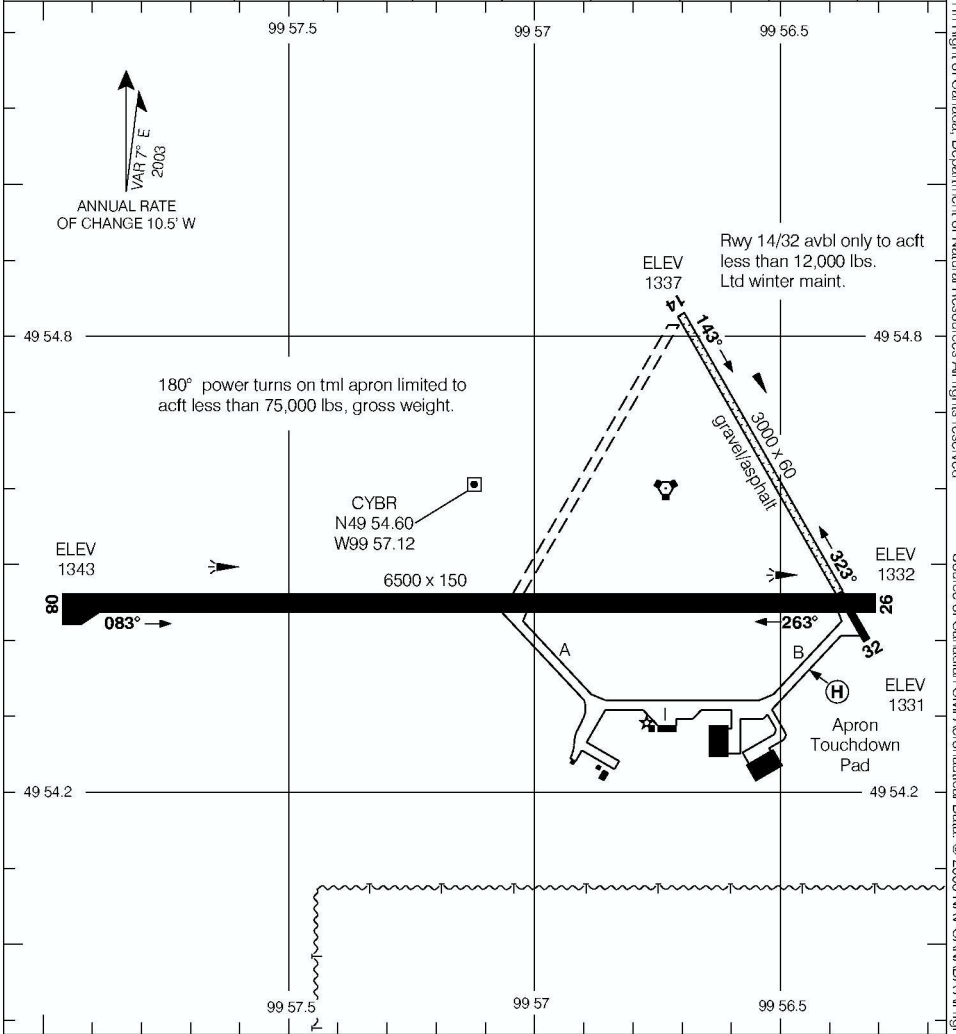 99 57.5
99 57
99 56.5
VAR 7° E
2003
ANNUAL RATE
OF CHANGE 10.5' W
Rwy 14/32 avbl only to acft
less than 12,000 lbs.
Ltd winter maint.
ELEV
1337
14
143°
49 54.8
49 54.8
180° power turns on tml apron limited to
acft less than 75,000 lbs, gross weight.
3000 x 60
gravel/asphalt
CYBR
N49 54.60
W99 57.12
ELEV
1343
6500 x 150
323°
ELEV
1332
08
083°
263°
26
32
A
B
H
ELEV
1331
I
Apron
Touchdown
Pad
49 54.2
49 54.2
99 57.5
99 57
99 56.5